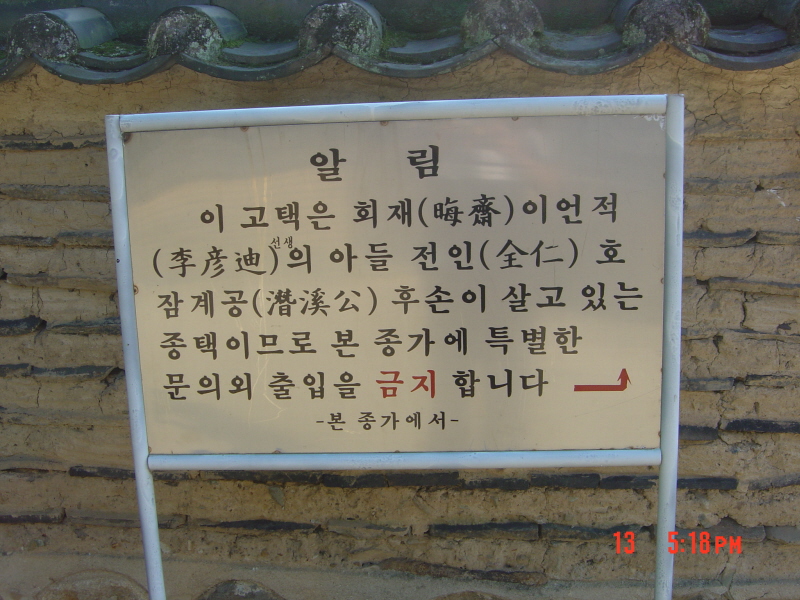 알 림
이 고택은 회재(晦齋)이언적
(李彦迪)선생의 아들 전인(全仁) 호
잠계공(潛溪公) 후손이 살고 있는
종택이므로 본 종가에 특별한
문의외 출입을 금지 합니다
-본 종가에서-
13 5:18PM